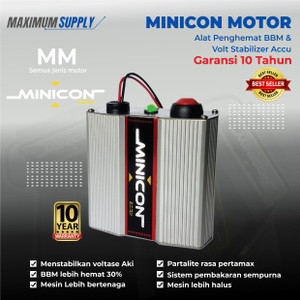 MAXIMUM SUPPLY
MINICON MOTOR
Alat Penghemat BBM &
Volt Stabilizer Accu
Garansi 10 Tahun
MM
Semua jenis motor
MINICON
BEST SELLER
MINICON
10
YEAR
WARRANTY
Menstabilkan voltase Aki
BBM lebih hemat 30%
Mesin Lebih bertenaga
Partalite rasa pertamax
Sistem pembakaran sempurna
Mesin lebih halus